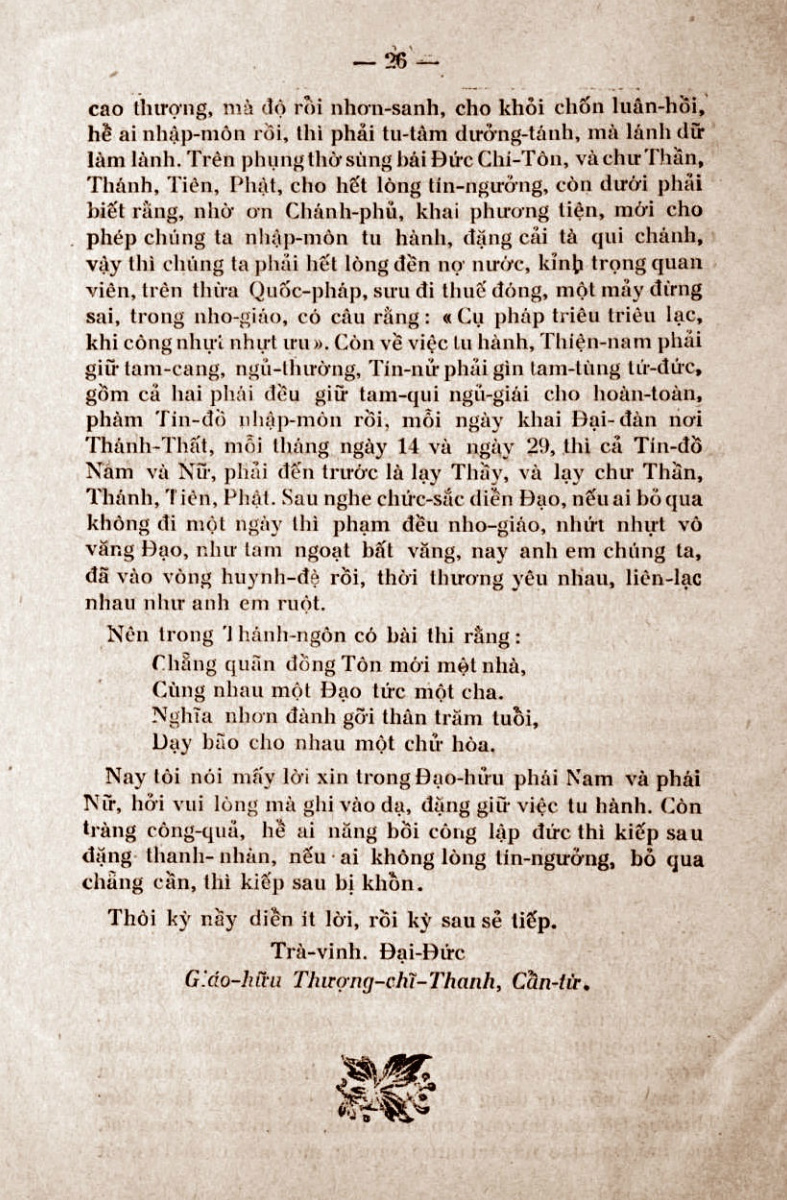 — 26 —
cao thượng, mà độ rồi nhơn-sanh, cho khỏi chốn luân-hồi,
hễ ai nhập-môn rồi, thì phải tu-tâm dưởng-tánh, mà lánh dữ
làm lành. Trên phụng thờ sùng bái Đức Chí-Tôn, và chư Thần,
Thánh, Tiên, Phật, cho hết lòng tín-ngưởng, còn dưới phải
biết rằng, nhờ ơn Chánh-phủ, khai phương tiện, mới cho
phép chúng ta nhập-môn tu hành, đặng cải tà qui chánh,
vậy thì chúng ta phải hết lòng đền nợ nước, kỉnh trọng quan
viên, trên thừa Quốc-pháp, sưu đi thuế đóng, một mảy đừng
sai, trong nho-giáo, có câu rằng : « Cụ pháp triêu triêu lạc,
khi công nhựt nhựt ưu ». Còn về việc tu hành, Thiện-nam phải
giữ tam-cang, ngủ-thường, Tín-nử phải gìn tam-tùng tứ-đức,
gồm cả hai phái đều giữ tam-qui ngủ-giái cho hoàn-toàn,
phàm Tín-đồ nhập-môn rồi, mỗi ngày khai Đại-đàn nơi
Thánh-Thất, mỗi tháng ngày 14 và ngày 29, thì cả Tín-đồ
Nam và Nữ, phải đến trước là lạy Thầy, và lạy chư Thần,
Thánh, Tiên, Phật. Sau nghe chức-sắc diễn Đạo, nếu ai bỏ qua
không đi một ngày thì phạm đều nho-giáo, nhứt nhựt vô
văng Đạo, như tam ngoạt bất văng, nay anh em chúng ta,
đã vào vòng huynh-đệ rồi, thời thương yêu nhau, liên-lạc
nhau như anh em ruột.
Nên trong Thánh-ngôn có bài thi rằng :
Chẳng quãn đồng Tôn mới mệt nhà,
Cùng nhau một Đạo tức một cha.
Nghĩa nhơn đành gởi thân trăm tuổi,
Dạy bão cho nhau một chử hòa.
Nay tôi nói mấy lời xin trong Đạo-hửu phái Nam và phái
Nữ, hởi vui lòng mà ghi vào dạ, đặng giữ việc tu hành. Còn
tràng công-quả, hễ ai năng bồi công lập đức thì kiếp sau
đặng thanh-nhàn, nếu ai không lòng tín-ngưởng, bỏ qua
chẳng cần, thì kiếp sau bị khổn.
Thôi kỳ nầy diễn ít lời, rồi kỳ sau sẻ tiếp.
Trà-vinh. Đại-Đức
Giáo-hữu Thượng-chĩ-Thanh, Cẩn-từ.